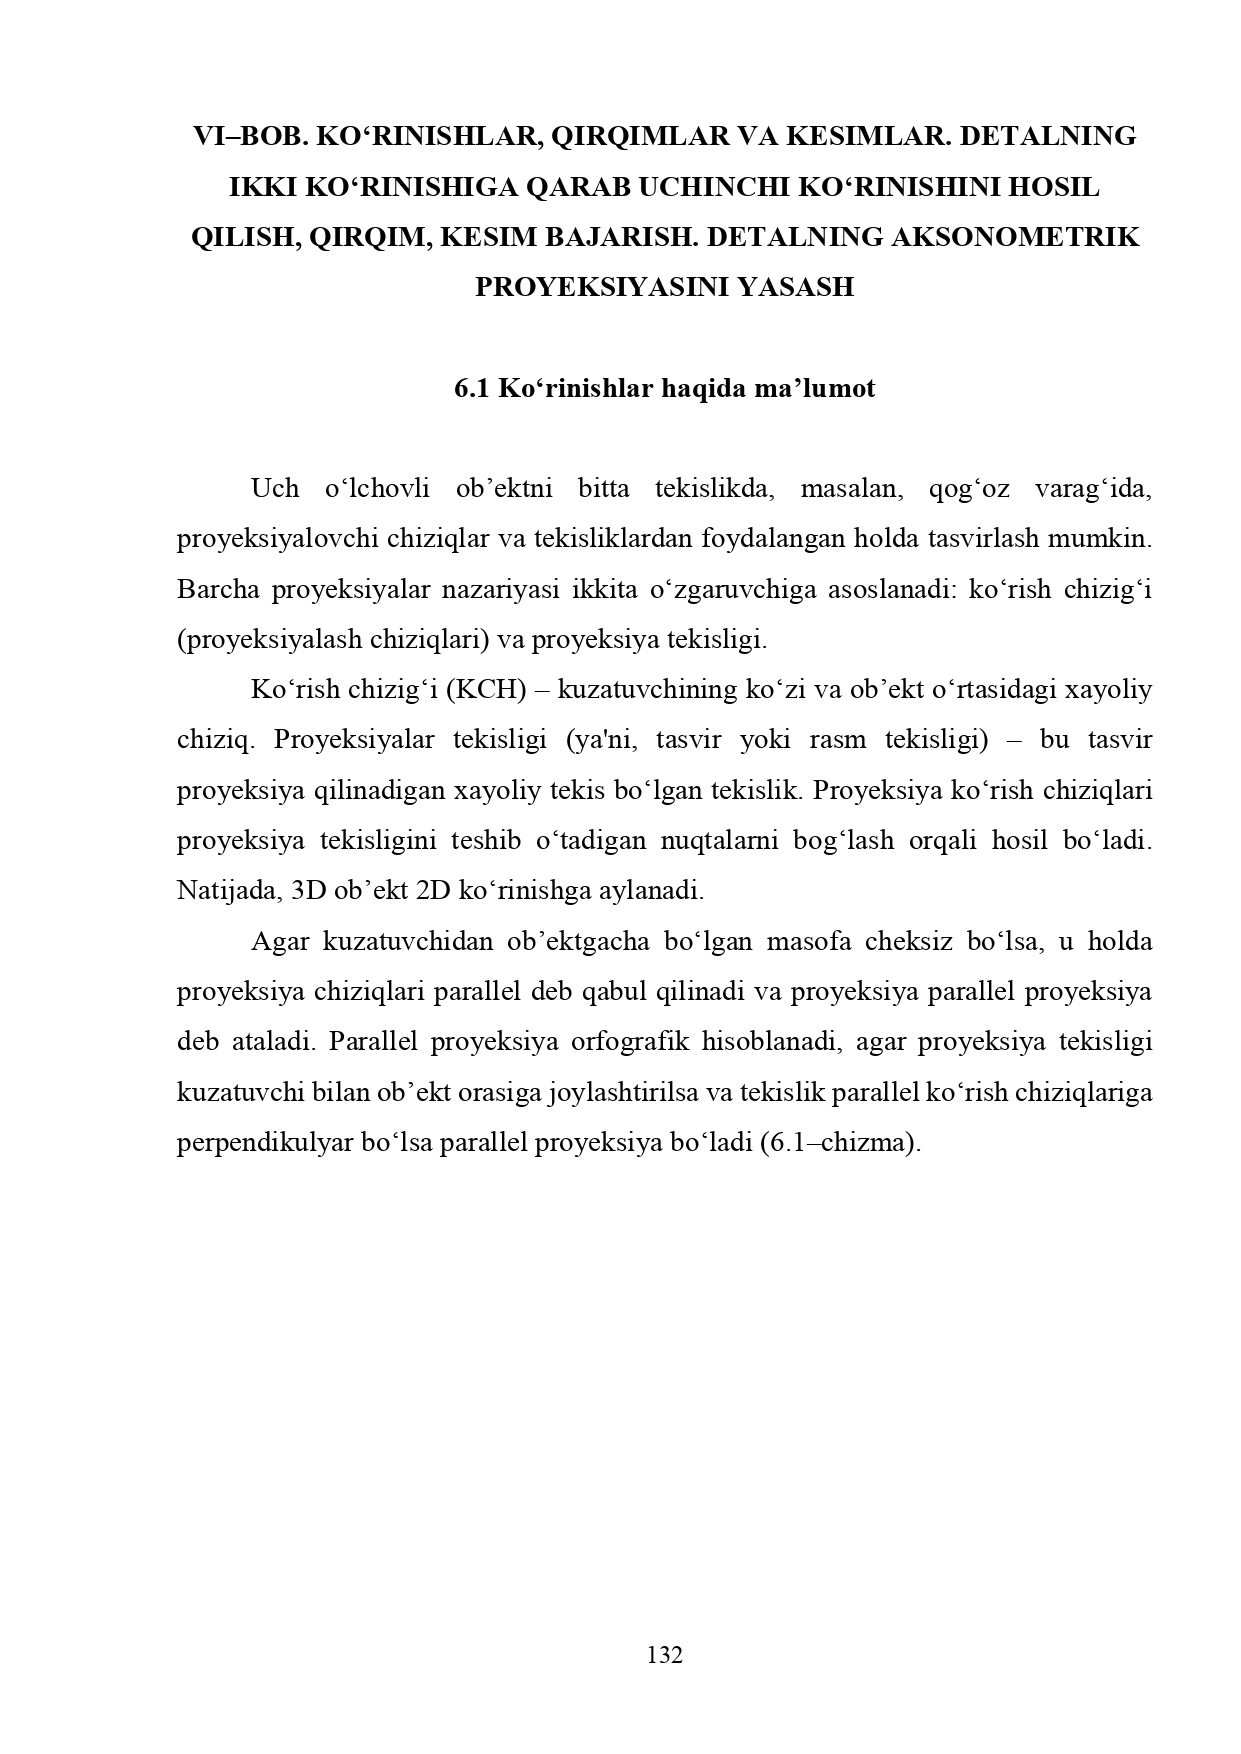 VI–BOB. KO‘RINISHLAR, QIRQIMLAR VA KESIMLAR. DETALNING
IKKI KO‘RINISHIGA QARAB UCHINCHI KO‘RINISHINI HOSIL
QILISH, QIRQIM, KESIM BAJARISH. DETALNING AKSONOMETRIK
PROYEKSIYASINI YASASH
6.1 Ko‘rinishlar haqida ma’lumot
Uch o‘lchovli ob’ektni bitta tekislikda, masalan, qog‘oz varag‘ida,
proyeksiyalovchi chiziqlar va tekisliklardan foydalangan holda tasvirlash mumkin.
Barcha proyeksiyalar nazariyasi ikkita o‘zgaruvchiga asoslanadi: ko‘rish chizig‘i
(proyeksiyalash chiziqlari) va proyeksiya tekisligi.
Ko‘rish chizig‘i (KCH) – kuzatuvchining ko‘zi va ob’ekt o‘rtasidagi xayoliy
chiziq. Proyeksiyalar tekisligi (ya'ni, tasvir yoki rasm tekisligi) – bu tasvir
proyeksiya qilinadigan xayoliy tekis bo‘lgan tekislik. Proyeksiya ko‘rish chiziqlari
proyeksiya tekisligini teshib o‘tadigan nuqtalarni bog‘lash orqali hosil bo‘ladi.
Natijada, 3D ob’ekt 2D ko‘rinishga aylanadi.
Agar kuzatuvchidan ob’ektgacha bo‘lgan masofa cheksiz bo‘lsa, u holda
proyeksiya chiziqlari parallel deb qabul qilinadi va proyeksiya parallel proyeksiya
deb ataladi. Parallel proyeksiya orfografik hisoblanadi, agar proyeksiya tekisligi
kuzatuvchi bilan ob’ekt orasiga joylashtirilsa va tekislik parallel ko‘rish chiziqlariga
perpendikulyar bo‘lsa parallel proyeksiya bo‘ladi (6.1–chizma).
132